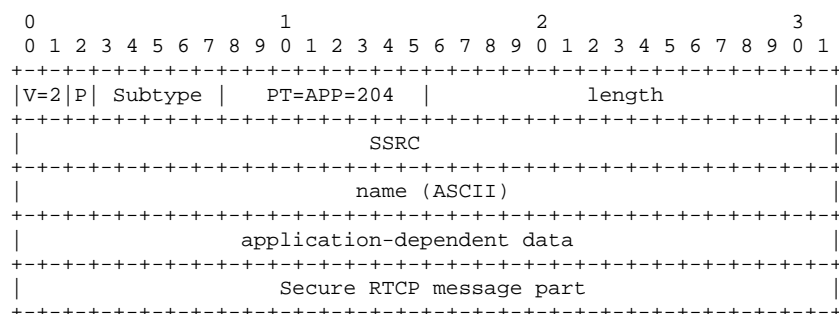 0                   1                   2                   3
 0 1 2 3 4 5 6 7 8 9 0 1 2 3 4 5 6 7 8 9 0 1 2 3 4 5 6 7 8 9 0 1
+-+-+-+-+-+-+-+-+-+-+-+-+-+-+-+-+-+-+-+-+-+-+-+-+-+-+-+-+-+-+-+-+
|V=2|P| Subtype |   PT=APP=204  |            length             |
+-+-+-+-+-+-+-+-+-+-+-+-+-+-+-+-+-+-+-+-+-+-+-+-+-+-+-+-+-+-+-+-+
|                           SSRC                                |
+-+-+-+-+-+-+-+-+-+-+-+-+-+-+-+-+-+-+-+-+-+-+-+-+-+-+-+-+-+-+-+-+
|                          name (ASCII)                         |
+-+-+-+-+-+-+-+-+-+-+-+-+-+-+-+-+-+-+-+-+-+-+-+-+-+-+-+-+-+-+-+-+
|                 application-dependent data                    |
+-+-+-+-+-+-+-+-+-+-+-+-+-+-+-+-+-+-+-+-+-+-+-+-+-+-+-+-+-+-+-+-+
|                    Secure RTCP message part                   |
+-+-+-+-+-+-+-+-+-+-+-+-+-+-+-+-+-+-+-+-+-+-+-+-+-+-+-+-+-+-+-+-+